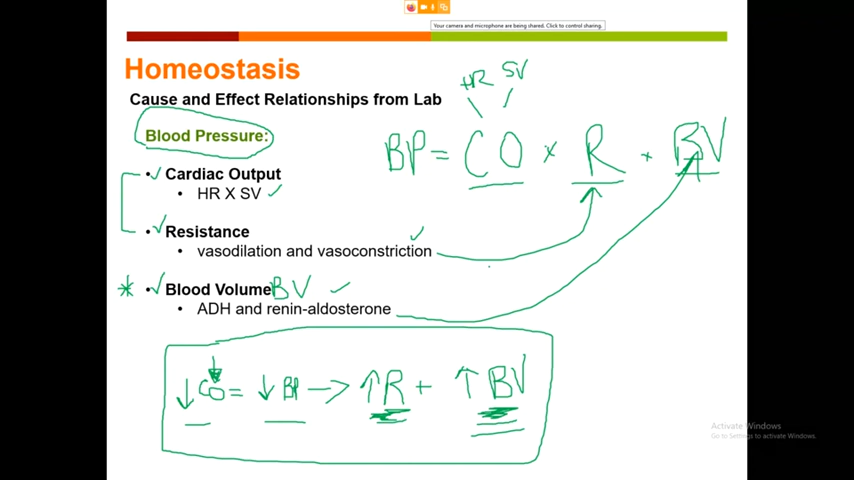 Your camera and microphone are being shared. Click to control sharing.
Homeostasis
Cause and Effect Relationships from Lab
HR SV
Blood Pressure:
BP = CO × R × BV
• Cardiac Output
• HR X SV
• Resistance
• vasodilation and vasoconstriction
* • Blood Volume BV
• ADH and renin-aldosterone
↓ CO = ↓ BP → ↑ R + ↑ BV
Activate Windows
Go to Settings to activate Windows.